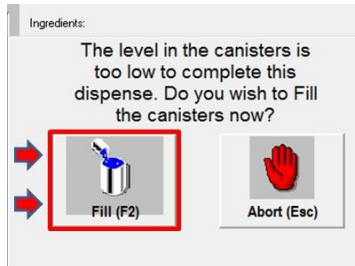 Ingredients:
The level in the canisters is
too low to complete this
dispense. Do you wish to Fill
the canisters now?
Fill (F2)
Abort (Esc)